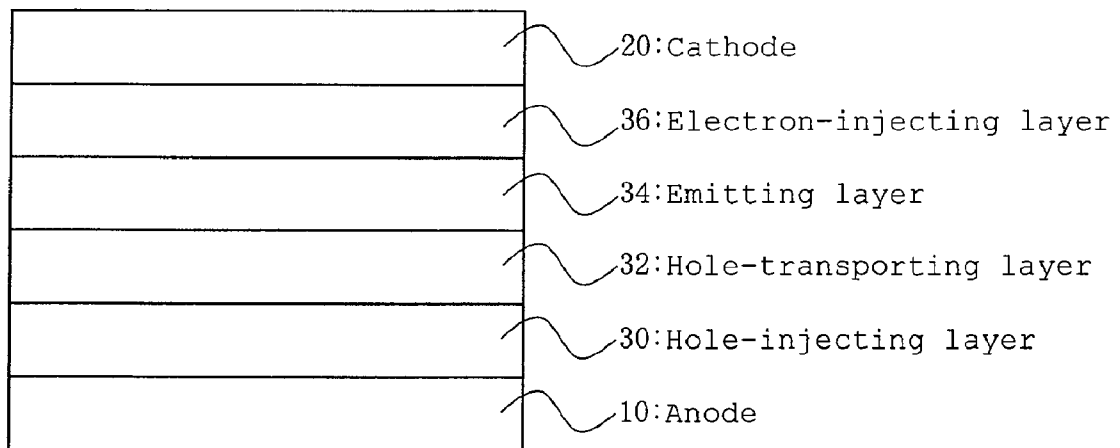 20:Cathode
36:Electron-injecting layer
34:Emitting layer
32:Hole-transporting layer
30:Hole-injecting layer
10:Anode